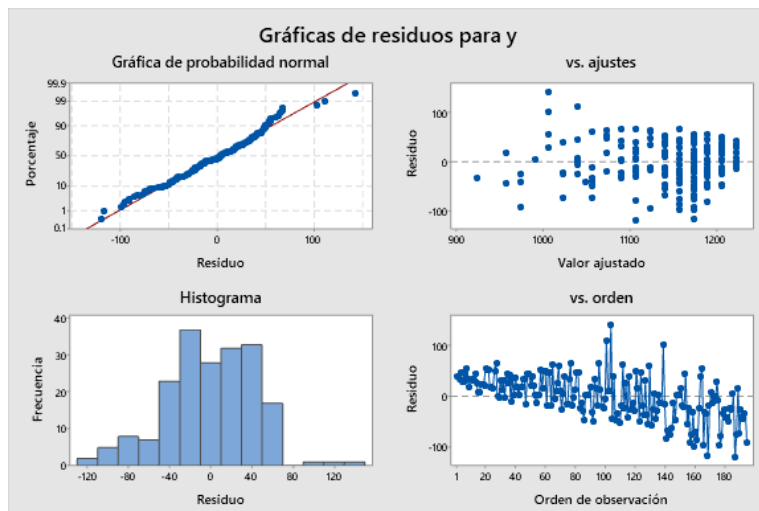 Gráficas de residuos para y
Gráfica de probabilidad normal
99.9
99
90
50
10
1
0.1
Porcentaje
-100 0 100
Residuo
vs. ajustes
100
0
-100
Residuo
900 1000 1100 1200
Valor ajustado
Histograma
40
30
20
10
0
Frecuencia
-120 -80 -40 0 40 80 120
Residuo
vs. orden
100
0
-100
Residuo
1 20 40 60 80 100 120 140 160 180
Orden de observación